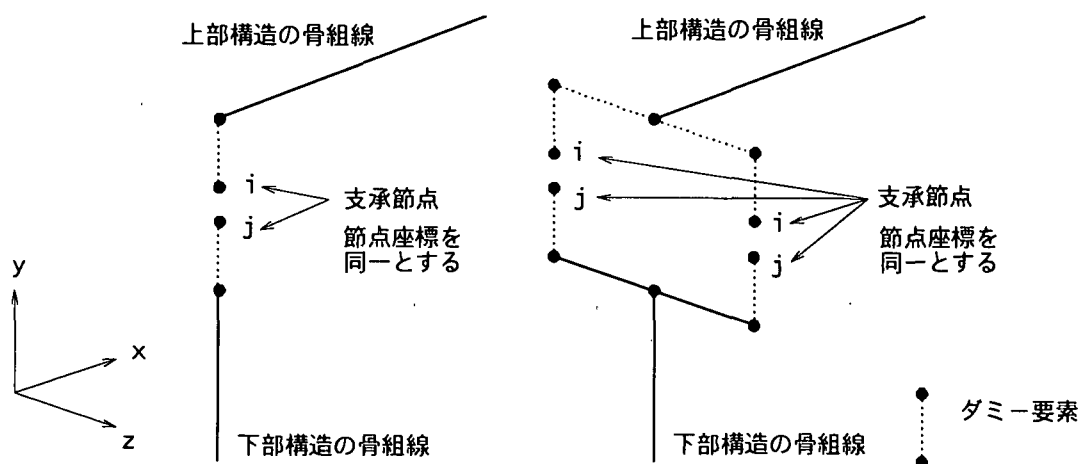 上部構造の骨組線
i
j
支承節点
節点座標を
同一とする
下部構造の骨組線
y
x
z
上部構造の骨組線
i
j
i
j
支承節点
節点座標を
同一とする
下部構造の骨組線
ダミー要素